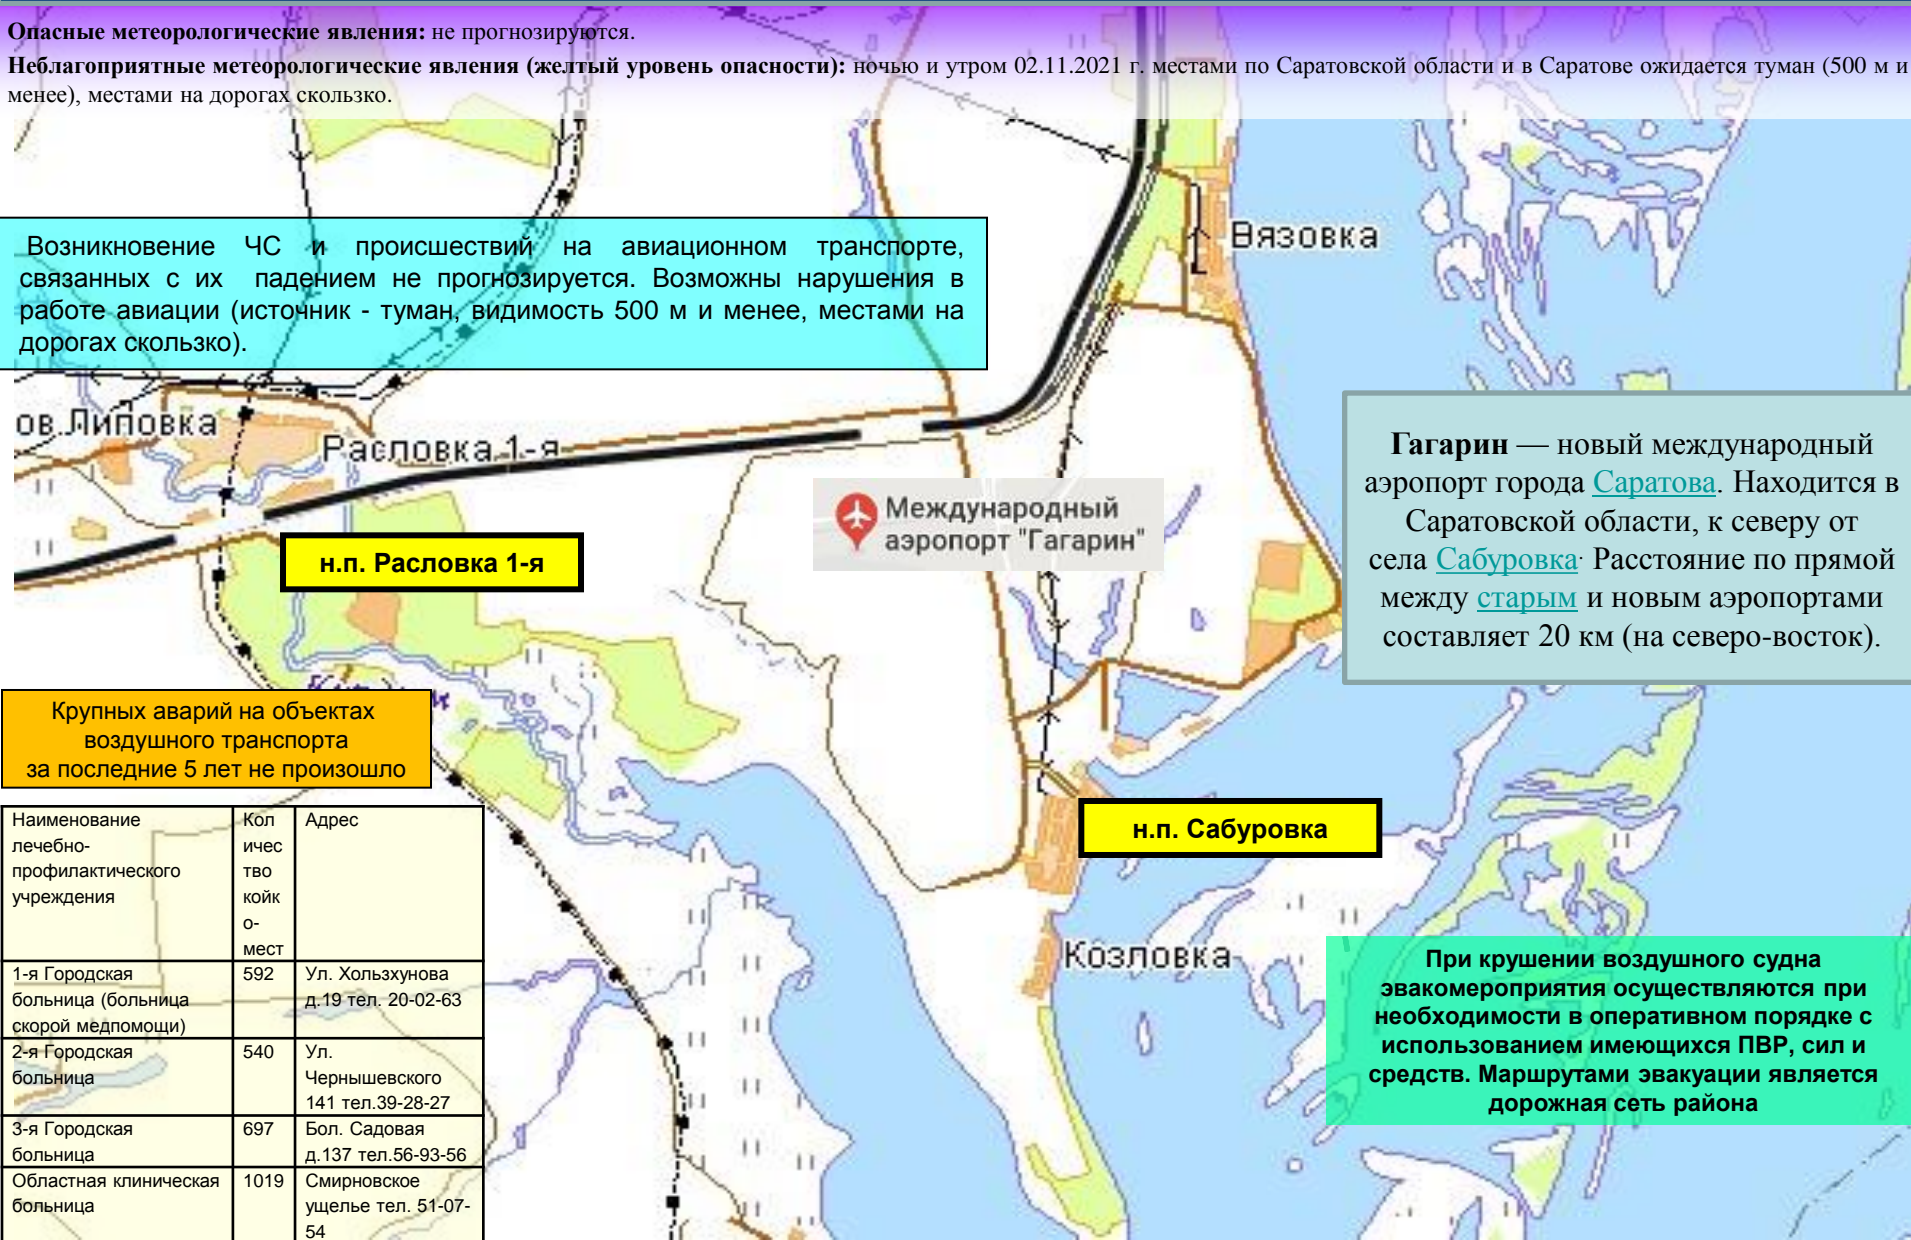 Опасные метеорологические явления: не прогнозируются.
Неблагоприятные метеорологические явления (желтый уровень опасности): ночью и утром 02.11.2021 г. местами по Саратовской области и в Саратове ожидается туман (500 м и
менее), местами на дорогах скользко.
Возникновение ЧС и происшествий на авиационном транспорте,
связанных с их падением не прогнозируется. Возможны нарушения в
работе авиации (источник - туман, видимость 500 м и менее, местами на
дорогах скользко).
Вязовка
ов.Липовка
Расловка 1-я
Международный
аэропорт "Гагарин"
Гагарин — новый международный
аэропорт города Саратова. Находится в
Саратовской области, к северу от
села Сабуровка. Расстояние по прямой
между старым и новым аэропортами
составляет 20 км (на северо-восток).
н.п. Расловка 1-я
Крупных аварий на объектах
воздушного транспорта
за последние 5 лет не произошло
н.п. Сабуровка
Козловка
При крушении воздушного судна
эвакомероприятия осуществляются при
необходимости в оперативном порядке с
использованием имеющихся ПВР, сил и
средств. Маршрутами эвакуации является
дорожная сеть района
Наименование
лечебно-
профилактического
учреждения
Кол
ичес
тво
койк
о-
мест
Адрес
1-я Городская
больница (больница
скорой медпомощи)
592
Ул. Хользхунова
д.19 тел. 20-02-63
2-я Городская
больница
540
Ул.
Чернышевского
141 тел.39-28-27
3-я Городская
больница
697
Бол. Садовая
д.137 тел.56-93-56
Областная клиническая
больница
1019
Смирновское
ущелье тел. 51-07-
54